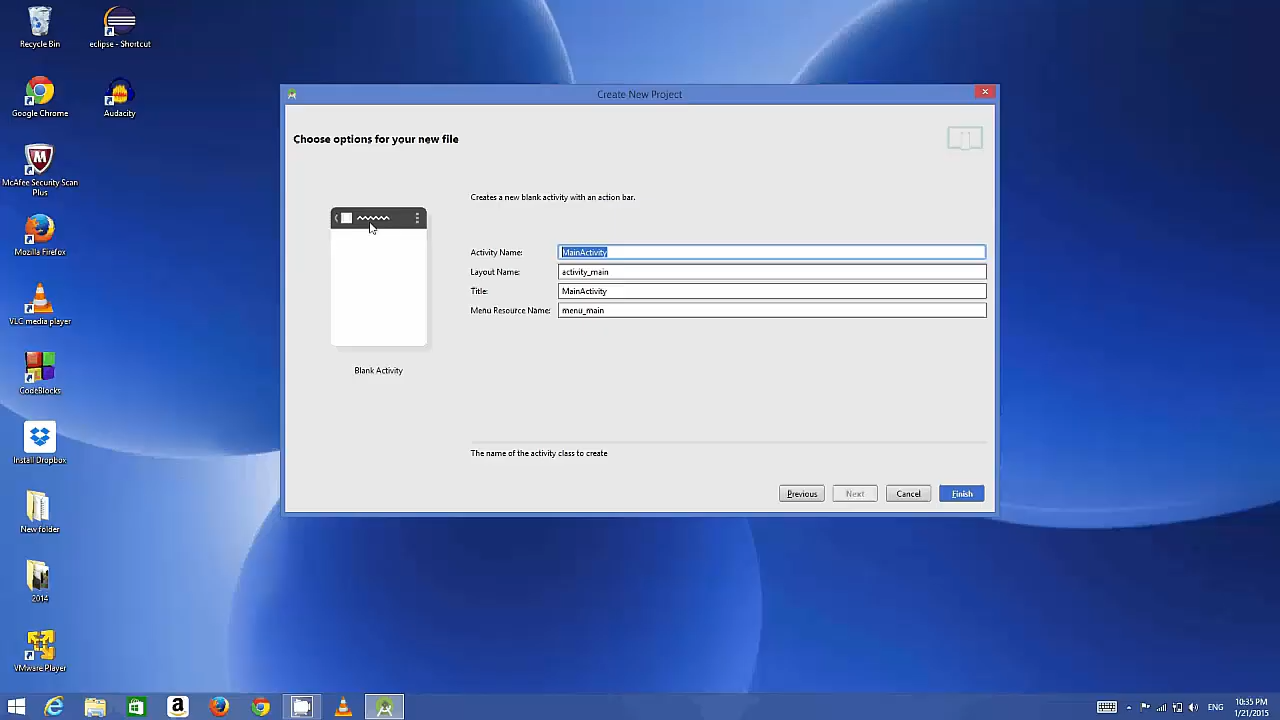 Recycle Bin
eclipse - Shortcut
Google Chrome
Audacity
McAfee Security Scan
Plus
Mozilla Firefox
VLC media player
CodeBlocks
Install Dropbox
New folder
2014
VMware Player
Create New Project
Choose options for your new file
Creates a new blank activity with an action bar.
Activity Name: MainActivity
Layout Name: activity_main
Title: MainActivity
Menu Resource Name: menu_main
Blank Activity
The name of the activity class to create
Previous Next Cancel Finish
ENG
10:35 PM
1/21/2015